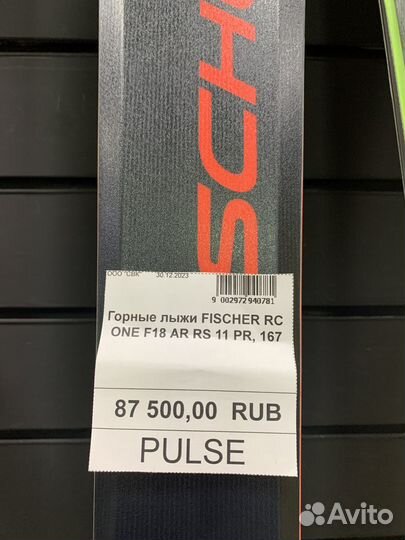 FISCH
ООО "СВК" 30.12.2023
9 002972 940781
Горные лыжи FISCHER RC
ONE F18 AR RS 11 PR, 167
87 500,00 RUB
PULSE
Avito